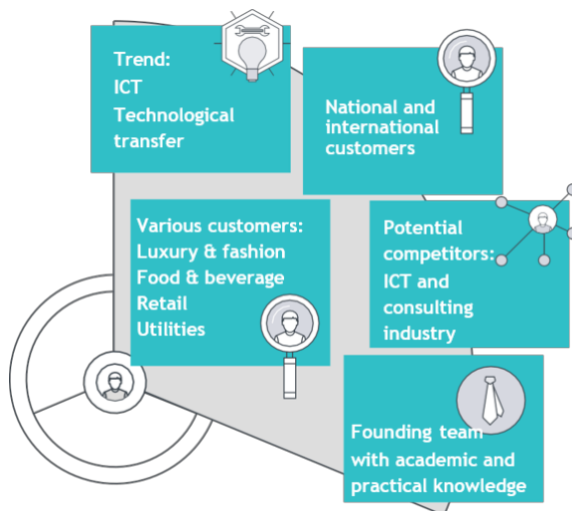 Trend:
ICT
Technological
transfer
National and
international
customers
Various customers:
Luxury & fashion
Food & beverage
Retail
Utilities
Potential
competitors:
ICT and
consulting
industry
Founding team
with academic and
practical knowledge